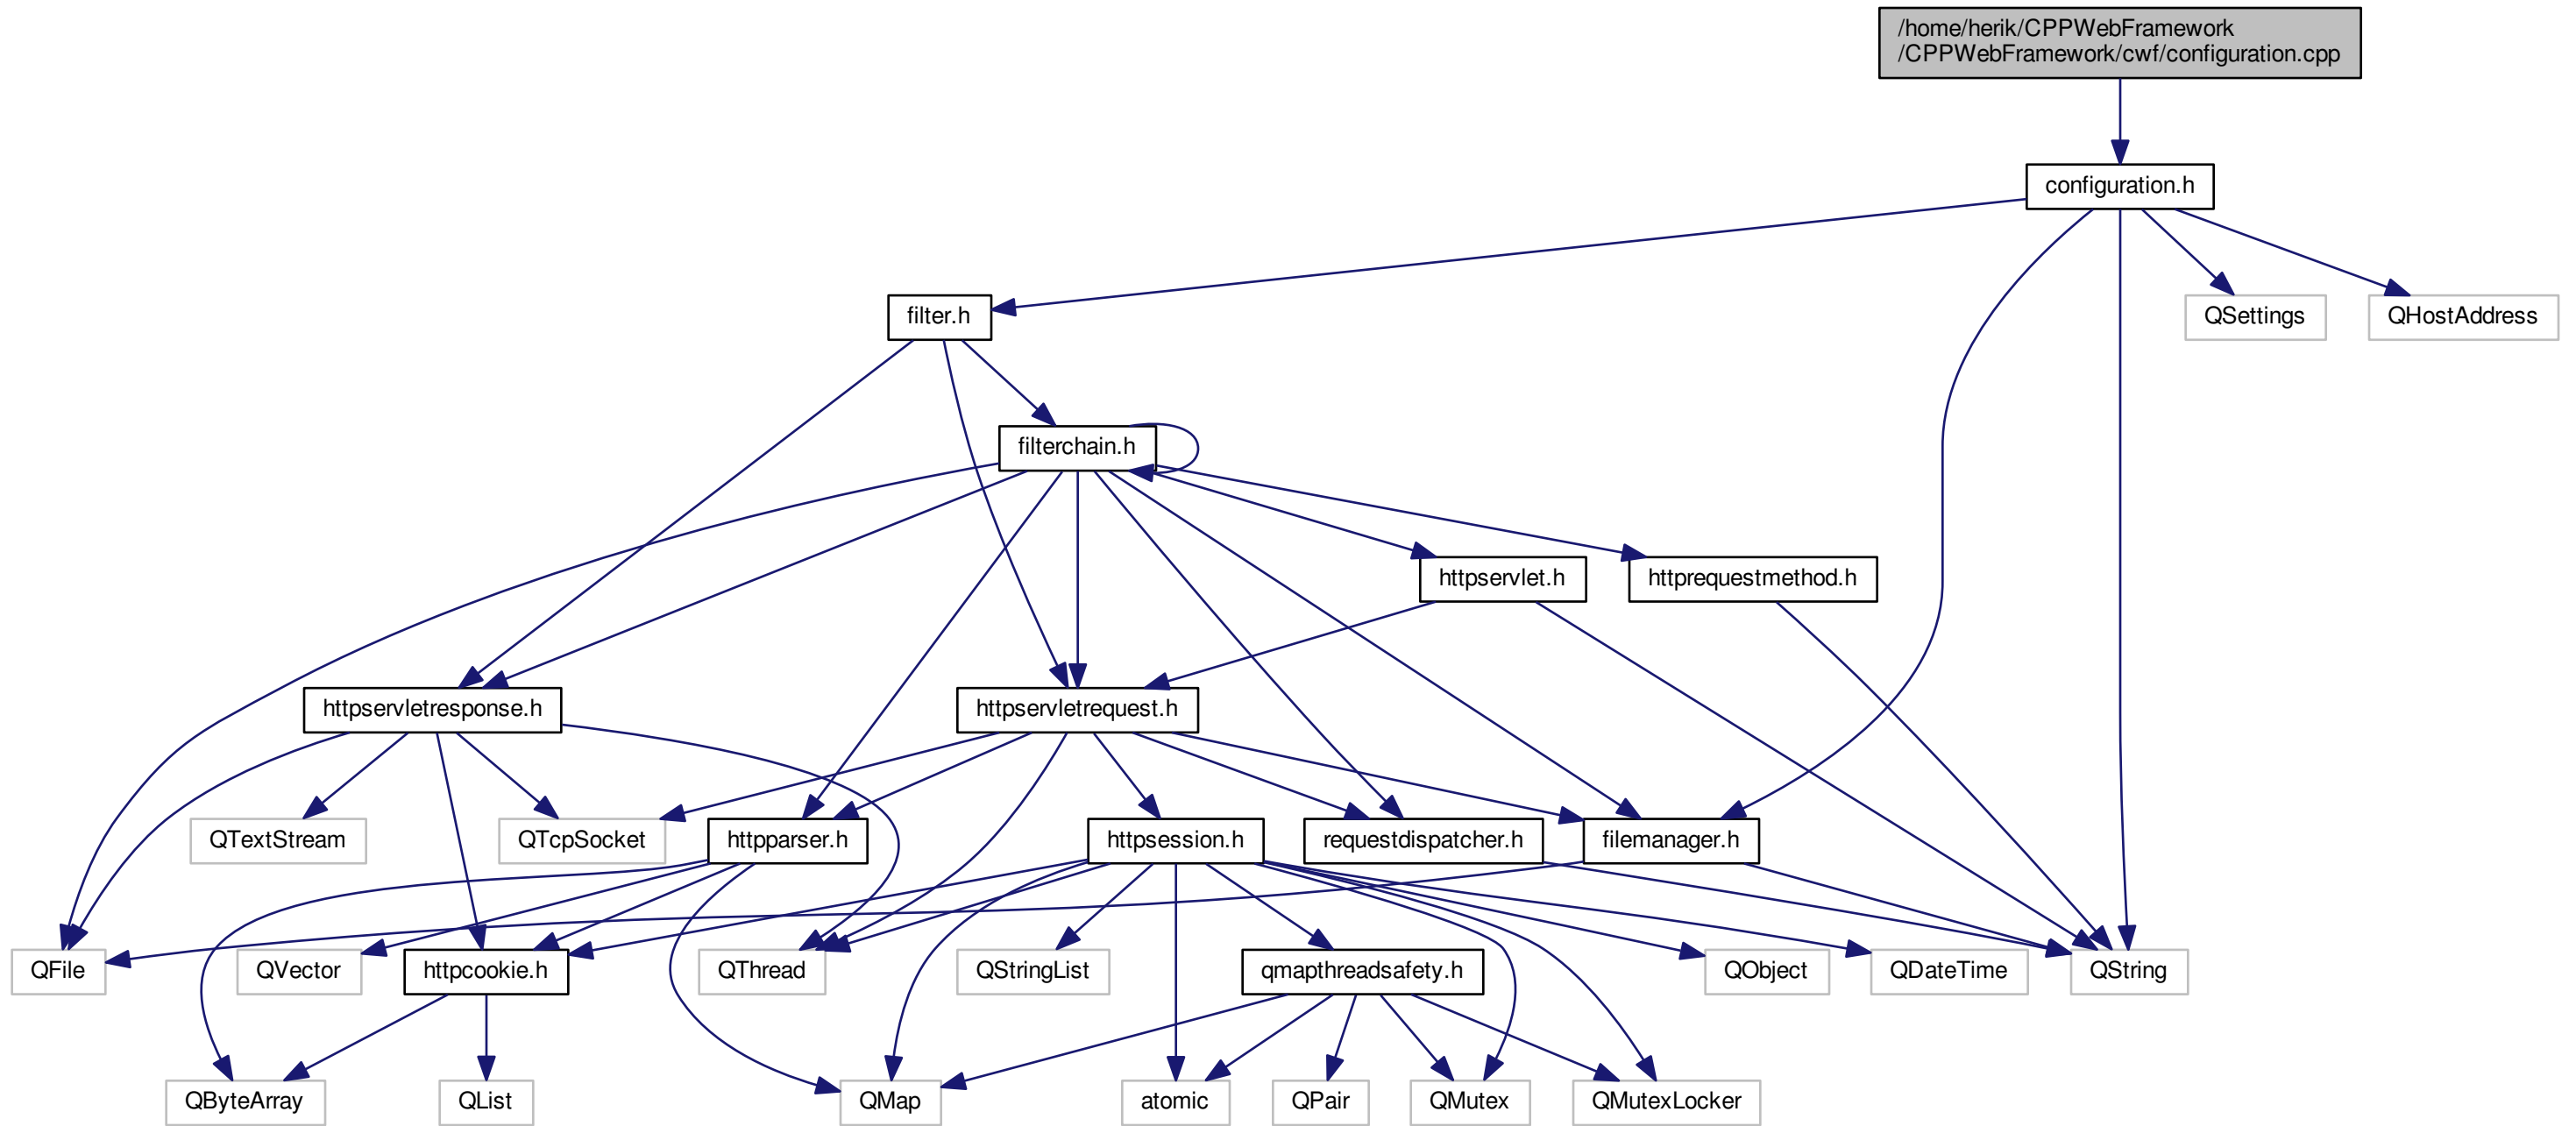 /home/herik/CPPWebFramework
/CPPWebFramework/cwf/configuration.cpp
configuration.h
filter.h
QSettings
QHostAddress
filterchain.h
httpservlet.h
httprequestmethod.h
httpservletresponse.h
httpservletrequest.h
QTextStream
QTcpSocket
httpparser.h
httpsession.h
requestdispatcher.h
filemanager.h
QFile
QVector
httpcookie.h
QThread
QStringList
qmapthreadsafety.h
QObject
QDateTime
QString
QByteArray
QList
QMap
atomic
QPair
QMutex
QMutexLocker